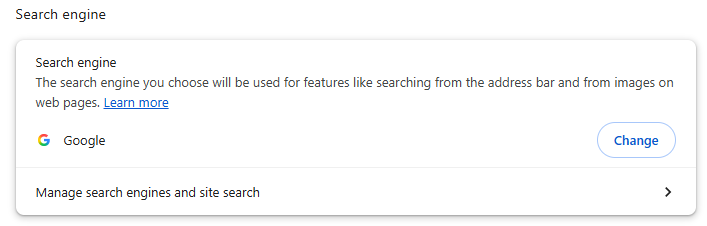 Search engine
Search engine
The search engine you choose will be used for features like searching from the address bar and from images on
web pages. Learn more
Google
Change
Manage search engines and site search